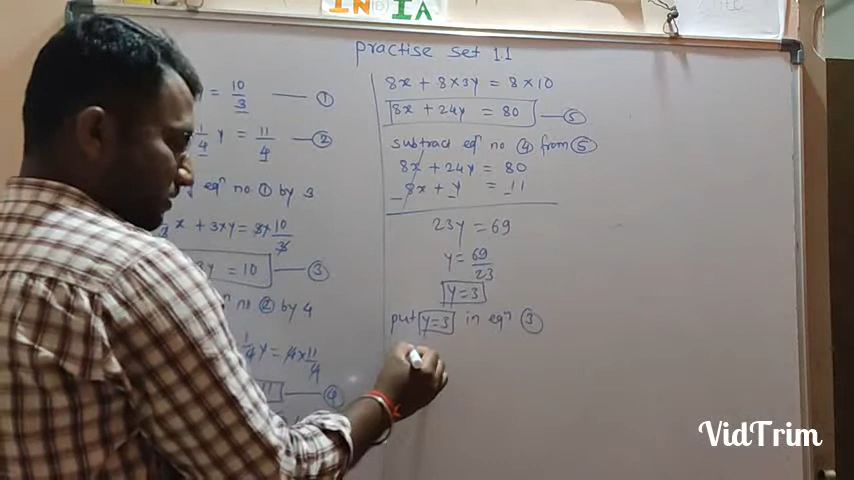 INDIA
practise set 1.1
= 10/3 —— ①
1/4 y = 11/4 —— ②
eqⁿ no ① by 3
x + 3xy = 3x 10/3
3y = 10 —— ③
no ② by 4
1/4 y = 4x 11/4
11 —— ④
8x + 8x3y = 8x10
8x + 24y = 80 —— ⑤
subtract eqⁿ no ④ from ⑤
8x + 24y = 80
- 8x + y = 11
- -
23y = 69
y = 69/23
y = 3
put y=3 in eqⁿ ③
VidTrim